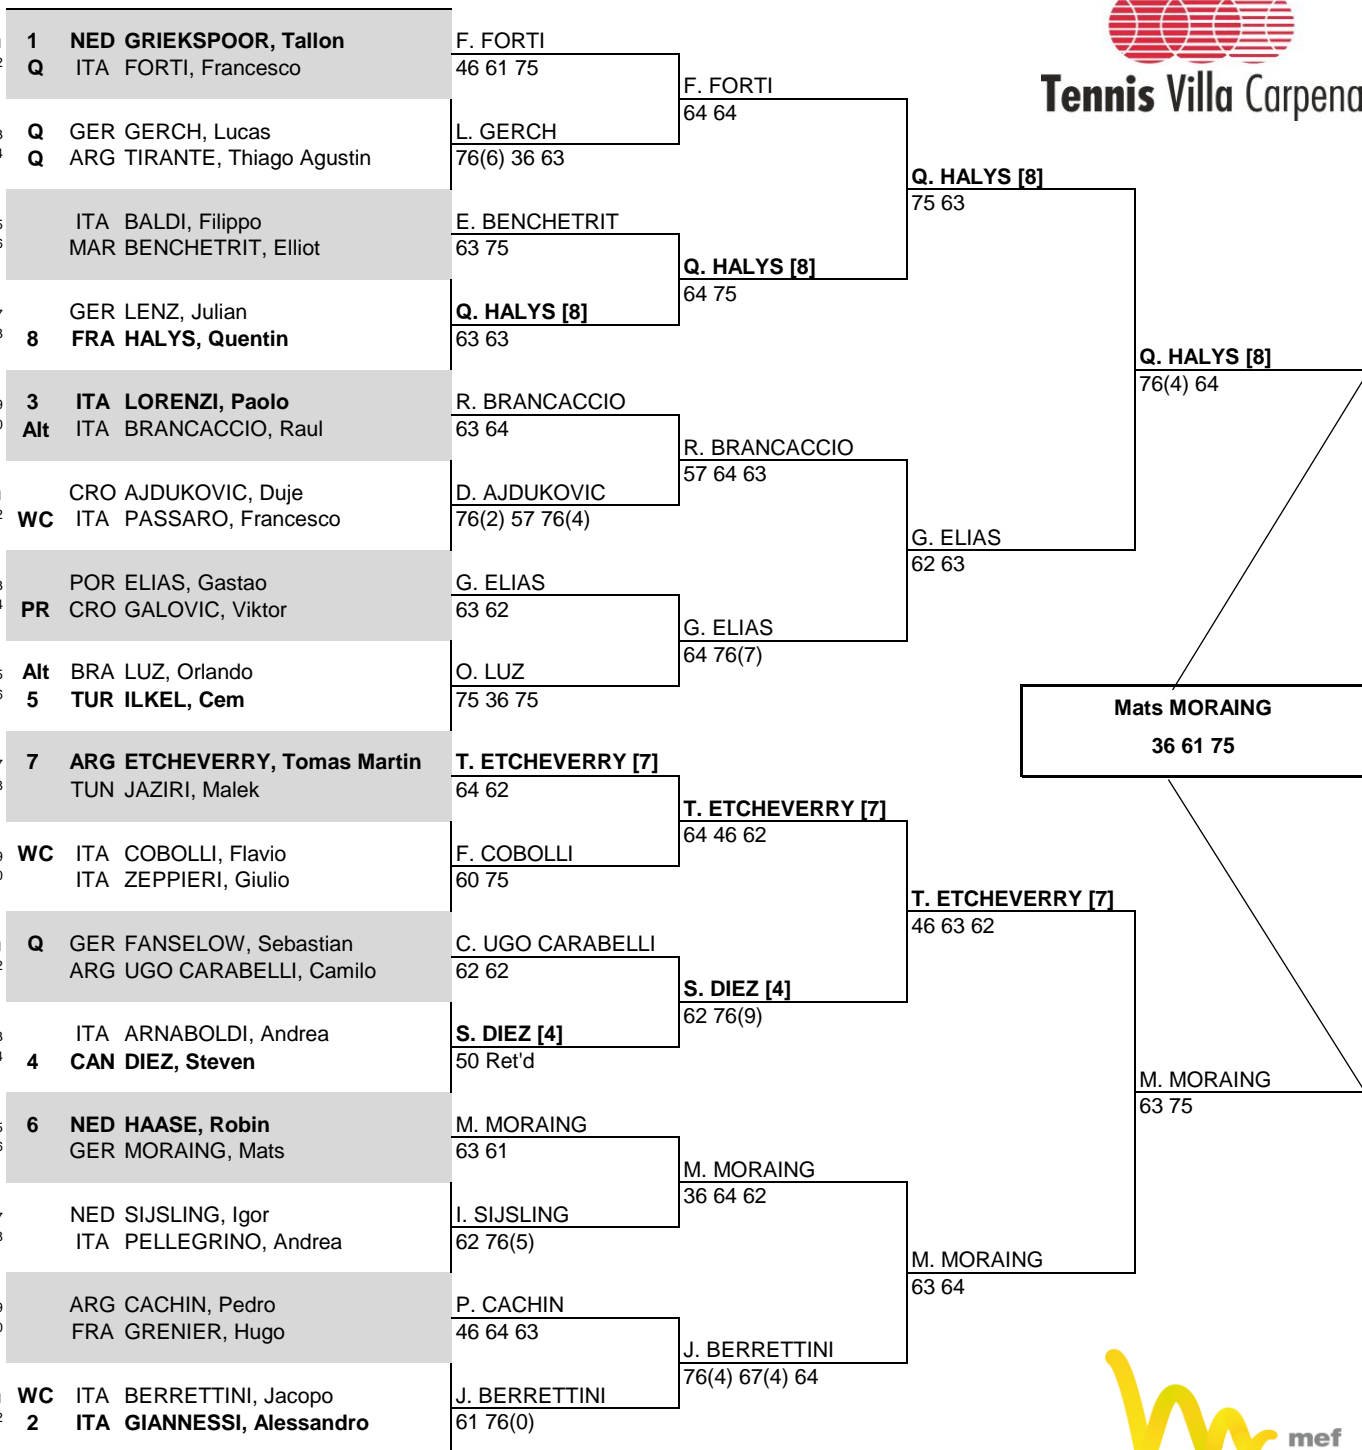 1 NED GRIEKSPOOR, Tallon
Q ITA FORTI, Francesco
Q GER GERCH, Lucas
Q ARG TIRANTE, Thiago Agustin
ITA BALDI, Filippo
MAR BENCHETRIT, Elliot
GER LENZ, Julian
8 FRA HALYS, Quentin
3 ITA LORENZI, Paolo
Alt ITA BRANCACCIO, Raul
CRO AJDUKOVIC, Duje
WC ITA PASSARO, Francesco
POR ELIAS, Gastao
PR CRO GALOVIC, Viktor
Alt BRA LUZ, Orlando
5 TUR ILKEL, Cem
7 ARG ETCHEVERRY, Tomas Martin
TUN JAZIRI, Malek
WC ITA COBOLLI, Flavio
ITA ZEPPIERI, Giulio
Q GER FANSELOW, Sebastian
ARG UGO CARABELLI, Camilo
ITA ARNABOLDI, Andrea
4 CAN DIEZ, Steven
6 NED HAASE, Robin
GER MORAING, Mats
NED SIJSLING, Igor
ITA PELLEGRINO, Andrea
ARG CACHIN, Pedro
FRA GRENIER, Hugo
WC ITA BERRETTINI, Jacopo
2 ITA GIANNESSI, Alessandro
F. FORTI
46 61 75
L. GERCH
76(6) 36 63
E. BENCHETRIT
63 75
Q. HALYS [8]
63 63
R. BRANCACCIO
63 64
D. AJDUKOVIC
76(2) 57 76(4)
G. ELIAS
63 62
O. LUZ
75 36 75
T. ETCHEVERRY [7]
64 62
F. COBOLLI
60 75
C. UGO CARABELLI
62 62
S. DIEZ [4]
50 Ret'd
M. MORAING
63 61
I. SIJSLING
62 76(5)
P. CACHIN
46 64 63
J. BERRETTINI
61 76(0)
F. FORTI
64 64
Q. HALYS [8]
64 75
R. BRANCACCIO
57 64 63
G. ELIAS
64 76(7)
T. ETCHEVERRY [7]
64 46 62
S. DIEZ [4]
62 76(9)
M. MORAING
36 64 62
J. BERRETTINI
76(4) 67(4) 64
Q. HALYS [8]
75 63
G. ELIAS
62 63
T. ETCHEVERRY [7]
46 63 62
M. MORAING
63 64
Q. HALYS [8]
76(4) 64
M. MORAING
63 75
Mats MORAING
36 61 75
Tennis Villa Carpena
mef